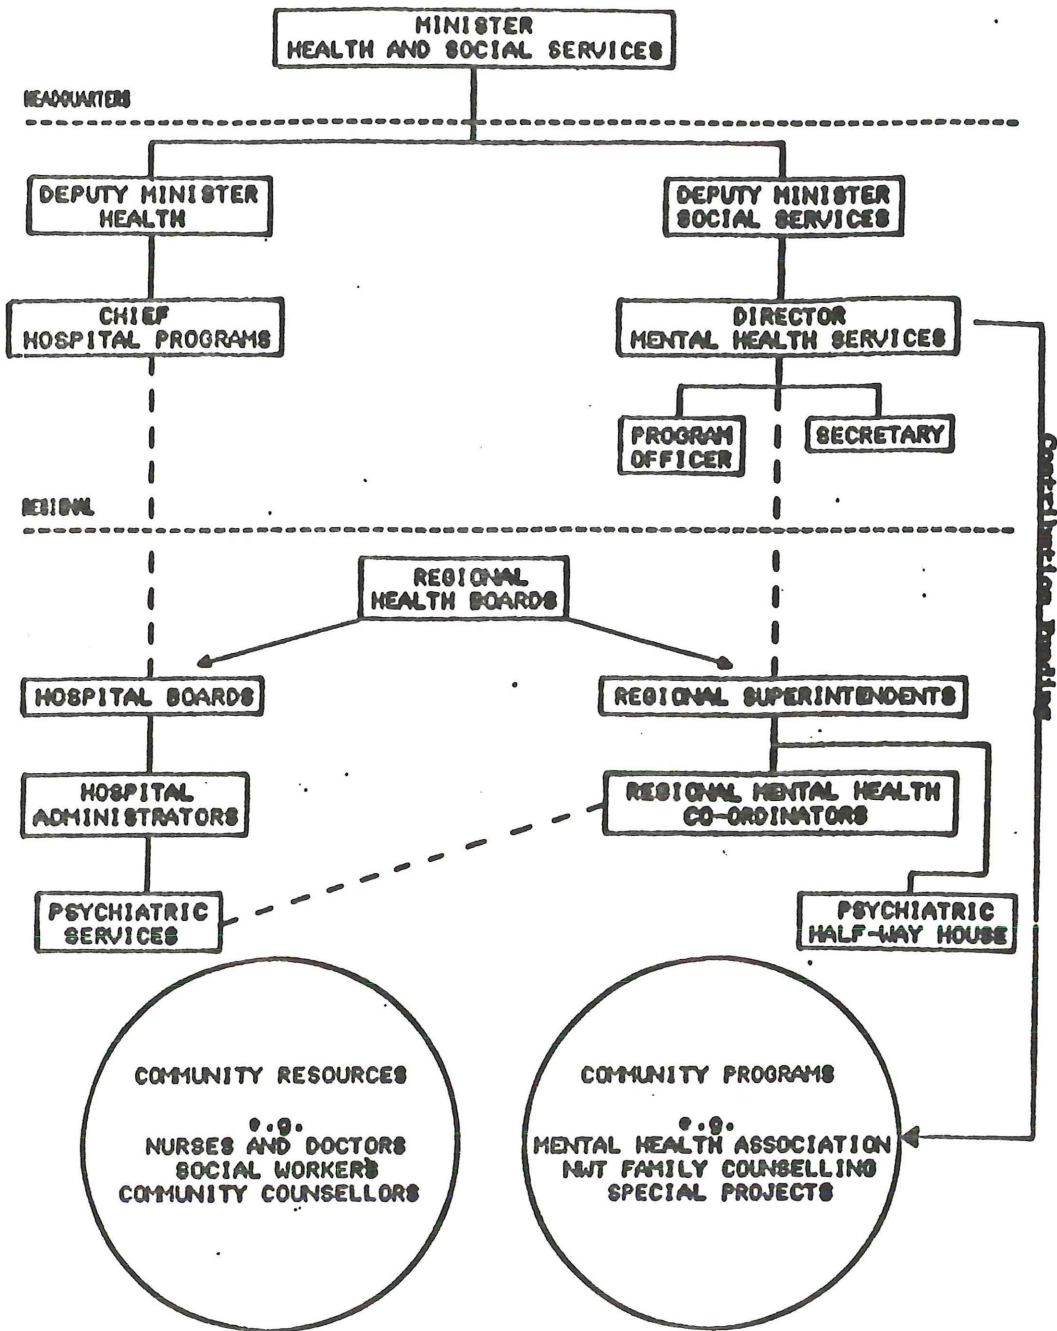 MINISTER
HEALTH AND SOCIAL SERVICES
HEADQUARTERS
DEPUTY MINISTER
HEALTH
DEPUTY MINISTER
SOCIAL SERVICES
CHIEF
HOSPITAL PROGRAMS
DIRECTOR
MENTAL HEALTH SERVICES
PROGRAM
OFFICER
SECRETARY
Contribution Funding
REGIONAL
REGIONAL
HEALTH BOARDS
HOSPITAL BOARDS
REGIONAL SUPERINTENDENTS
HOSPITAL
ADMINISTRATORS
REGIONAL MENTAL HEALTH
CO-ORDINATORS
PSYCHIATRIC
SERVICES
PSYCHIATRIC
HALF-WAY HOUSE
COMMUNITY RESOURCES
e.g.
NURSES AND DOCTORS
SOCIAL WORKERS
COMMUNITY COUNSELLORS
COMMUNITY PROGRAMS
e.g.
MENTAL HEALTH ASSOCIATION
NWT FAMILY COUNSELLING
SPECIAL PROJECTS